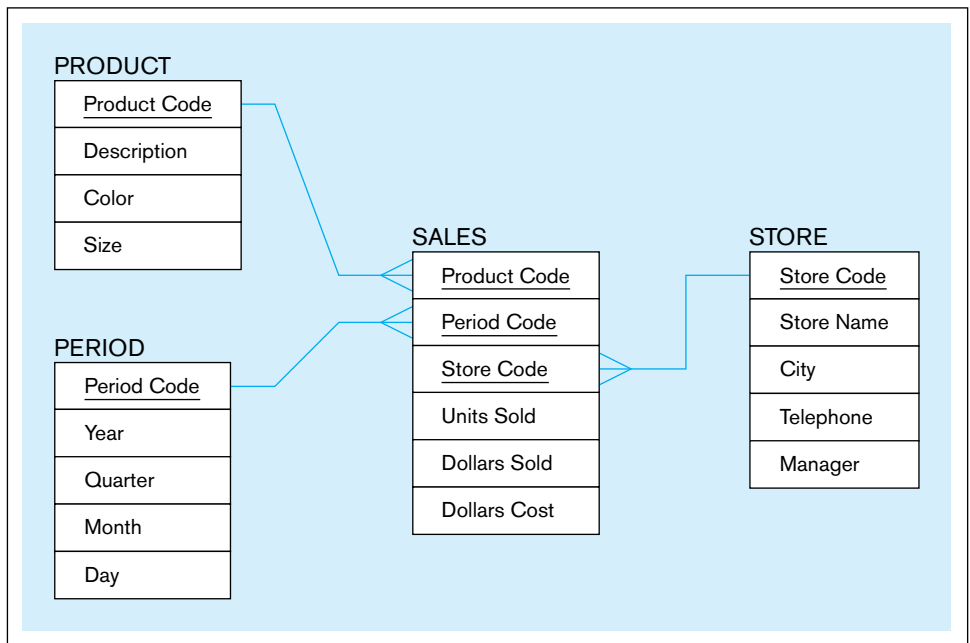 PRODUCT
Product Code
Description
Color
Size
PERIOD
Period Code
Year
Quarter
Month
Day
SALES
Product Code
Period Code
Store Code
Units Sold
Dollars Sold
Dollars Cost
STORE
Store Code
Store Name
City
Telephone
Manager